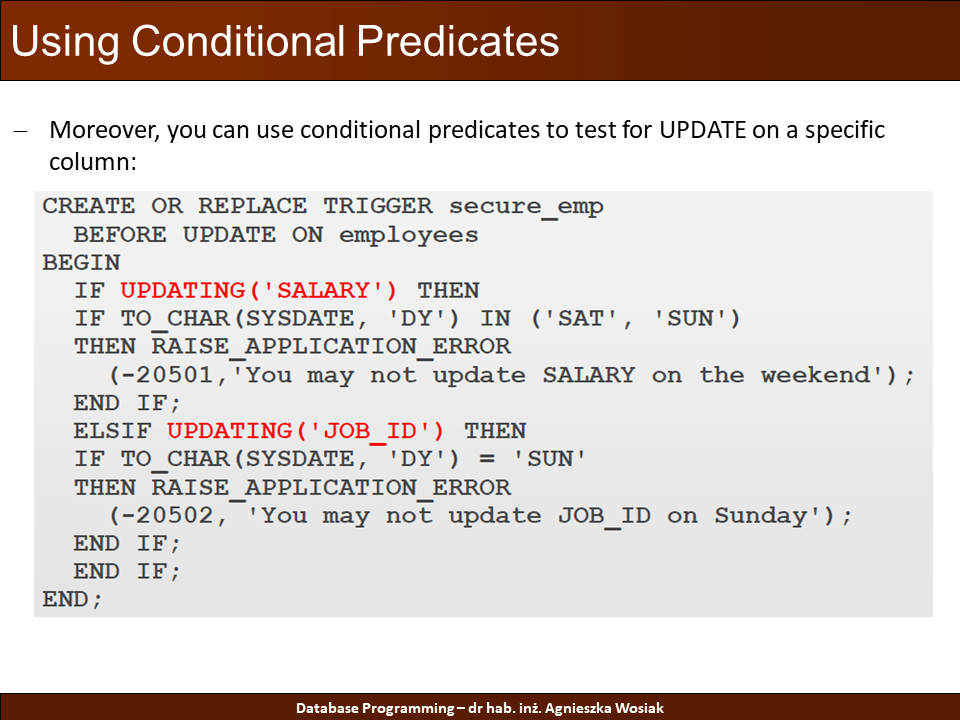 Using Conditional Predicates
– Moreover, you can use conditional predicates to test for UPDATE on a specific
column:
CREATE OR REPLACE TRIGGER secure_emp
  BEFORE UPDATE ON employees
BEGIN
  IF UPDATING('SALARY') THEN
  IF TO_CHAR(SYSDATE, 'DY') IN ('SAT', 'SUN')
  THEN RAISE_APPLICATION_ERROR
    (-20501,'You may not update SALARY on the weekend');
  END IF;
  ELSIF UPDATING('JOB_ID') THEN
  IF TO_CHAR(SYSDATE, 'DY') = 'SUN'
  THEN RAISE_APPLICATION_ERROR
    (-20502, 'You may not update JOB_ID on Sunday');
  END IF;
  END IF;
END;
Database Programming – dr hab. inż. Agnieszka Wosiak